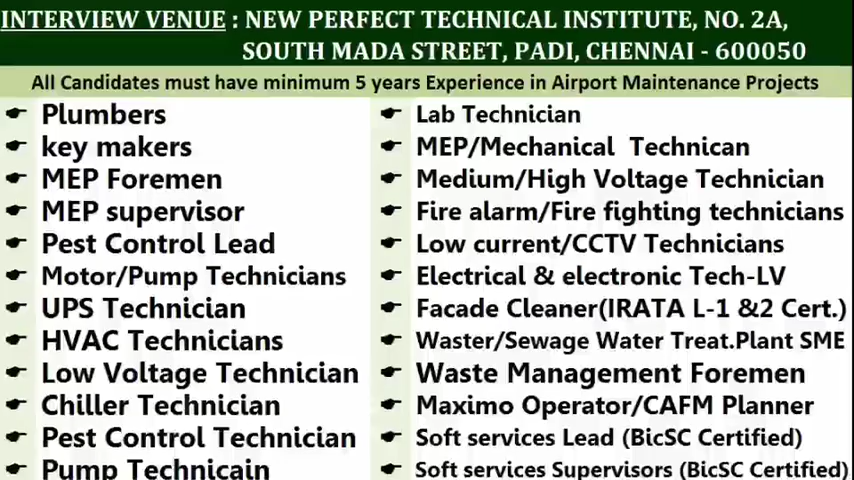 INTERVIEW VENUE : NEW PERFECT TECHNICAL INSTITUTE, NO. 2A,
SOUTH MADA STREET, PADI, CHENNAI - 600050
All Candidates must have minimum 5 years Experience in Airport Maintenance Projects
Plumbers
key makers
MEP Foremen
MEP supervisor
Pest Control Lead
Motor/Pump Technicians
UPS Technician
HVAC Technicians
Low Voltage Technician
Chiller Technician
Pest Control Technician
Pump Technicain
Lab Technician
MEP/Mechanical Technican
Medium/High Voltage Technician
Fire alarm/Fire fighting technicians
Low current/CCTV Technicians
Electrical & electronic Tech-LV
Facade Cleaner(IRATA L-1 &2 Cert.)
Waster/Sewage Water Treat.Plant SME
Waste Management Foremen
Maximo Operator/CAFM Planner
Soft services Lead (BicSC Certified)
Soft services Supervisors (BicSC Certified)